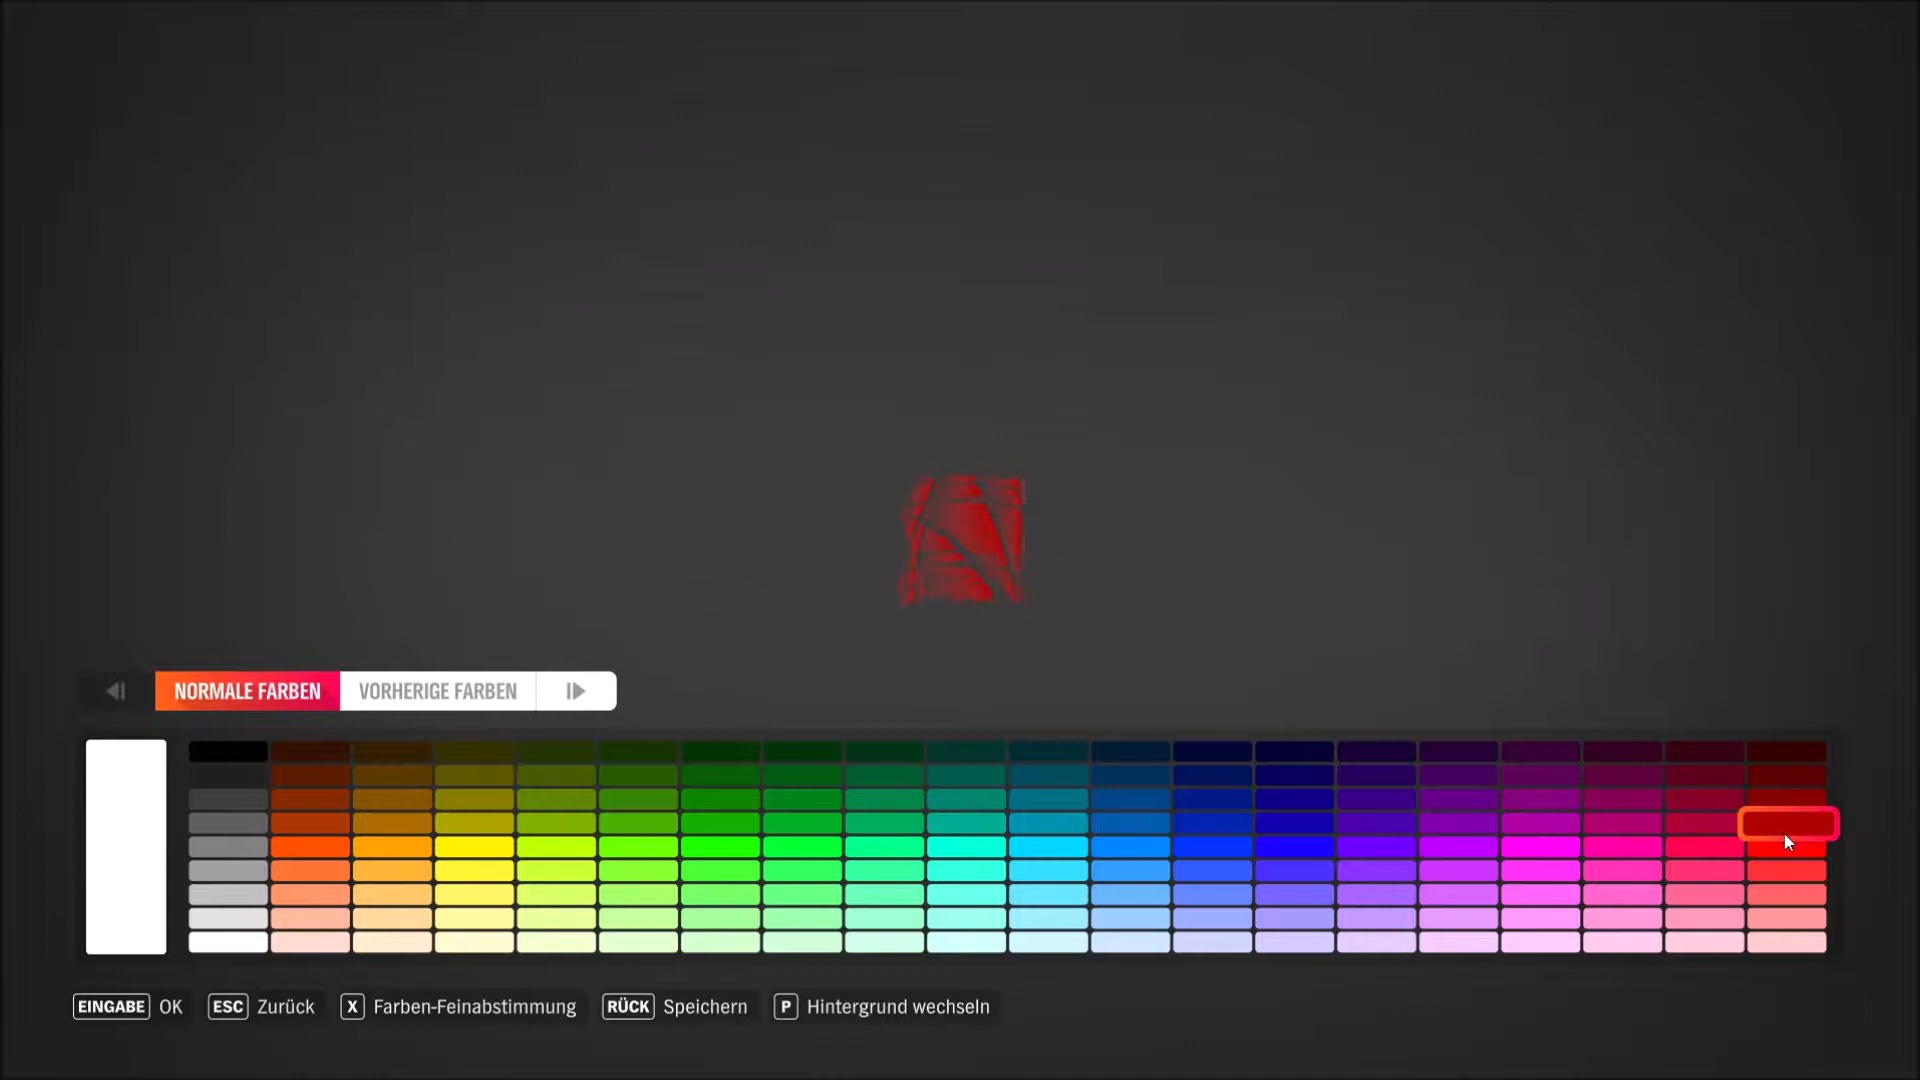 NORMALE FARBEN VORHERIGE FARBEN
EINGABE OK ESC Zurück X Farben-Feinabstimmung RÜCK Speichern P Hintergrund wechseln